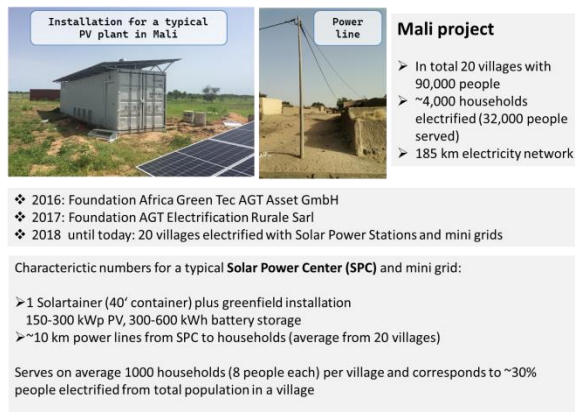 Installation for a typical
PV plant in Mali
Power
line
Mali project
➢ In total 20 villages with
90,000 people
➢ ~4,000 households
electrified (32,000 people
served)
➢ 185 km electricity network
❖ 2016: Foundation Africa Green Tec AGT Asset GmbH
❖ 2017: Foundation AGT Electrification Rurale Sarl
❖ 2018 until today: 20 villages electrified with Solar Power Stations and mini grids
Charecterictic numbers for a typical Solar Power Center (SPC) and mini grid:
➢1 Solartainer (40‘ container) plus greenfield installation
150-300 kWp PV, 300-600 kWh battery storage
➢~10 km power lines from SPC to households (average from 20 villages)
Serves on average 1000 households (8 people each) per village and corresponds to ~30%
people electrified from total population in a village